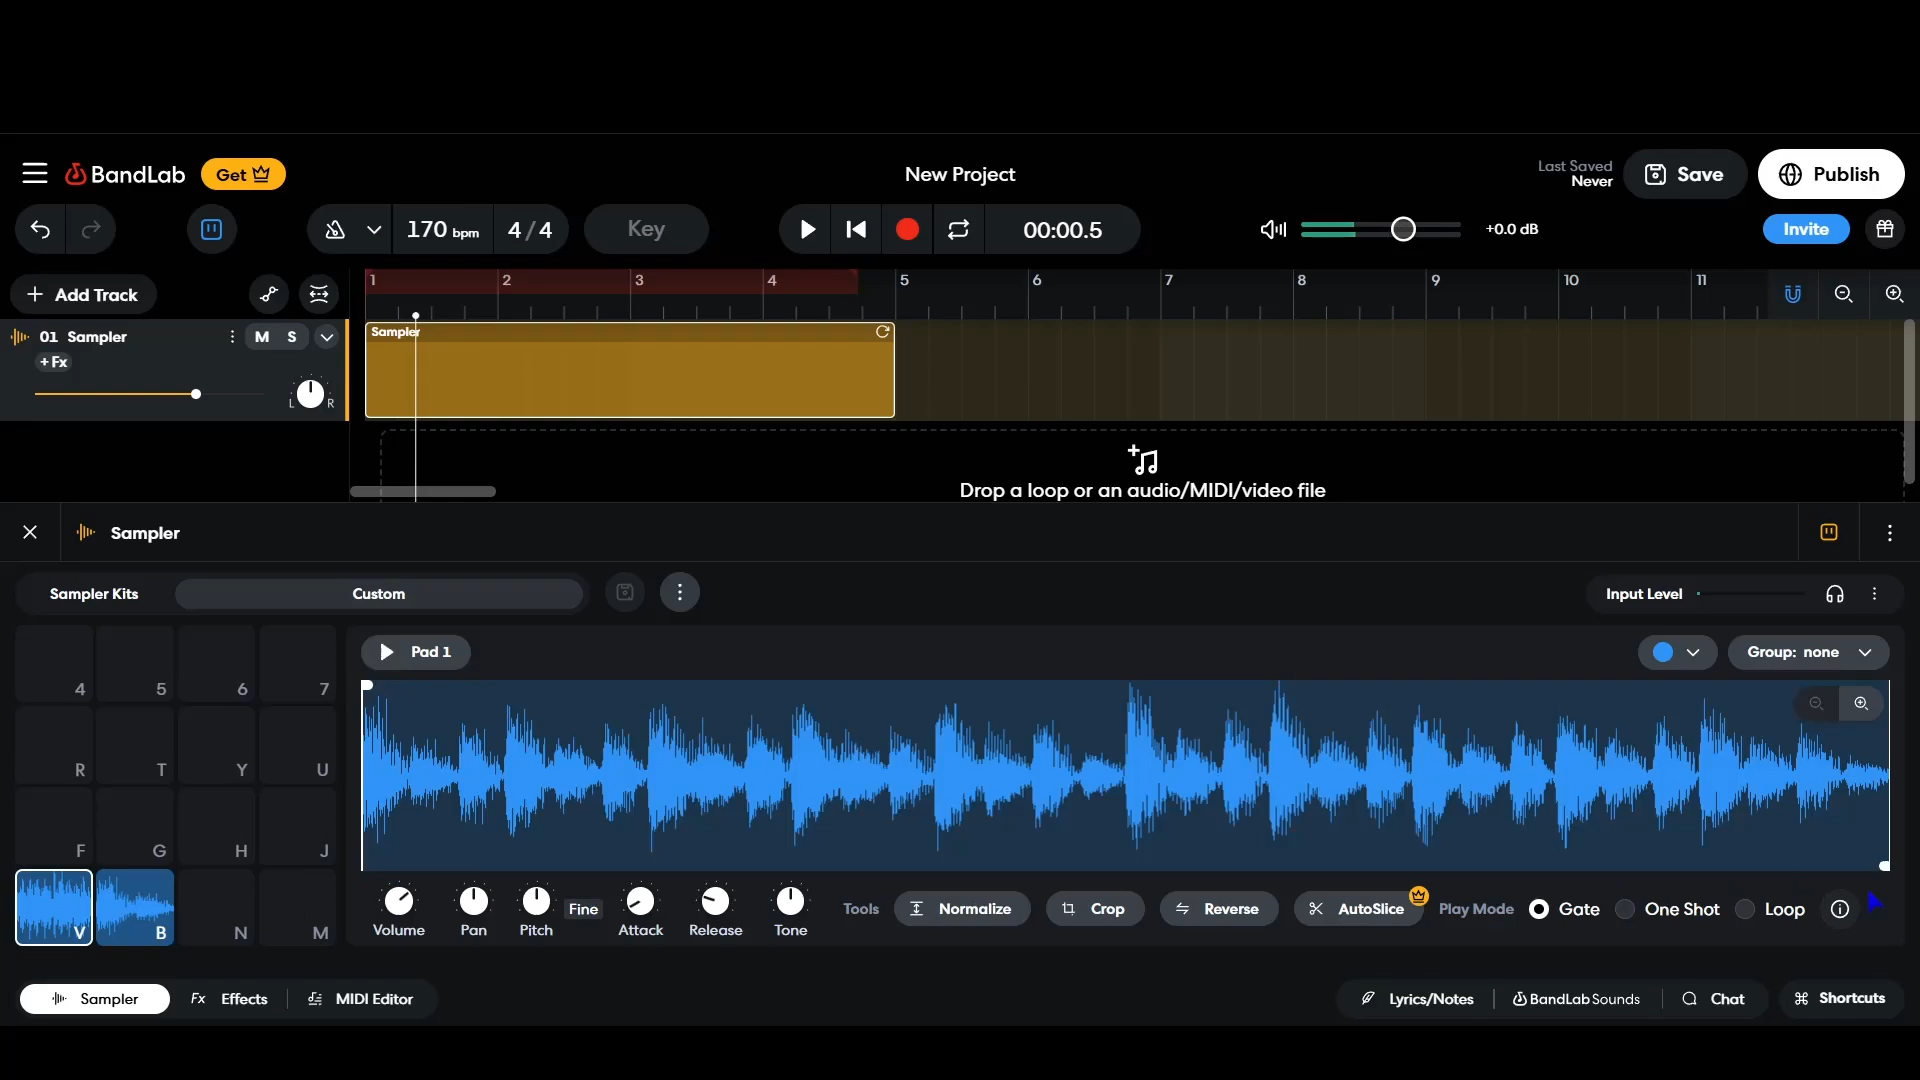 BandLab
Get
New Project
Last Saved
Never
Save
Publish
170 bpm
4 / 4
Key
00:00.5
+0.0 dB
Invite
Add Track
1 2 3 4 5 6 7 8 9 10 11
01 Sampler
M S
+ Fx
L R
Sampler
Drop a loop or an audio/MIDI/video file
Sampler
Sampler Kits
Custom
Input Level
Pad 1
Group: none
4 5 6 7
R T Y U
F G H J
V B N M
Volume
Pan
Pitch
Fine
Attack
Release
Tone
Tools
Normalize
Crop
Reverse
AutoSlice
Play Mode
Gate
One Shot
Loop
Sampler
Fx Effects
MIDI Editor
Lyrics/Notes
BandLab Sounds
Chat
Shortcuts